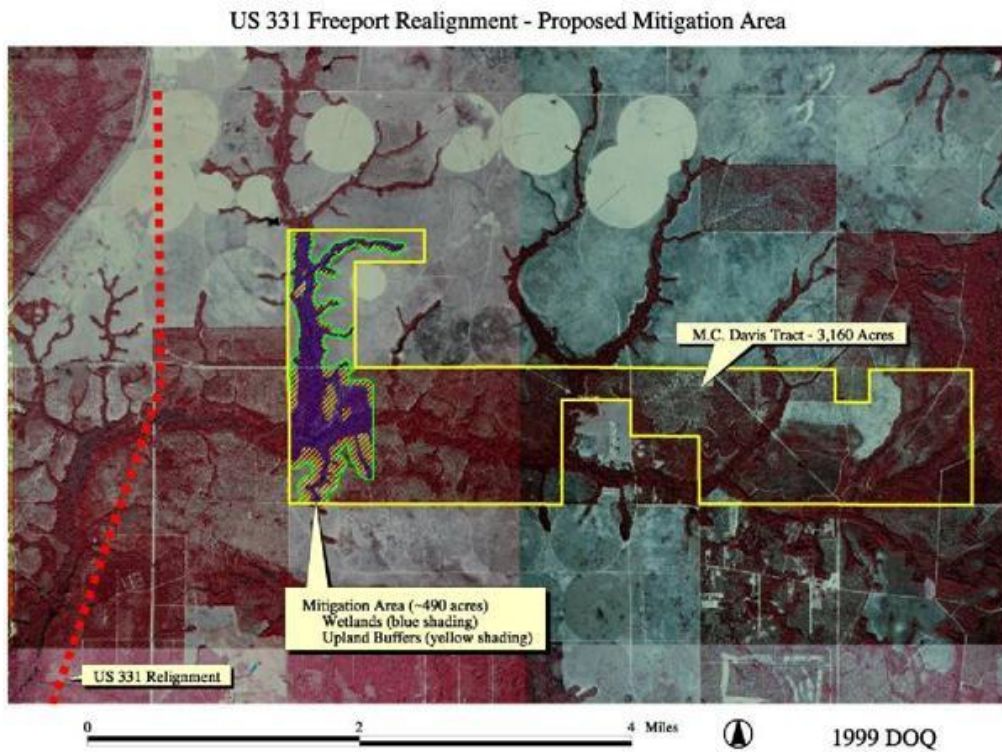 US 331 Freeport Realignment - Proposed Mitigation Area
M.C. Davis Tract - 3,160 Acres
Mitigation Area (~490 acres)
Wetlands (blue shading)
Upland Buffers (yellow shading)
US 331 Relignment
0 2 4 Miles
1999 DOQ